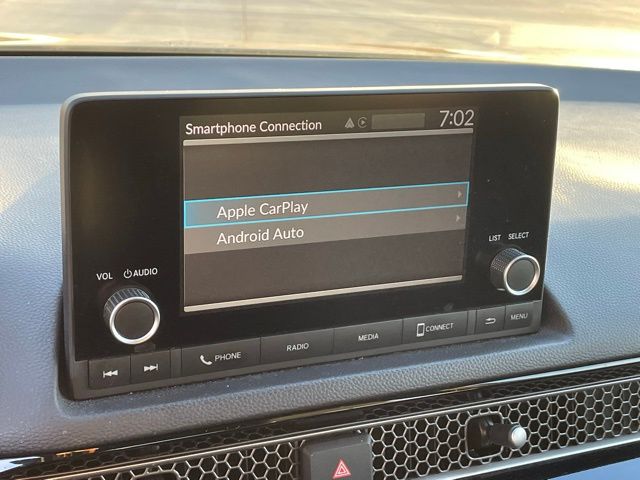 Smartphone Connection 7:02
Apple CarPlay
Android Auto
VOL AUDIO
LIST SELECT
PHONE RADIO MEDIA CONNECT MENU